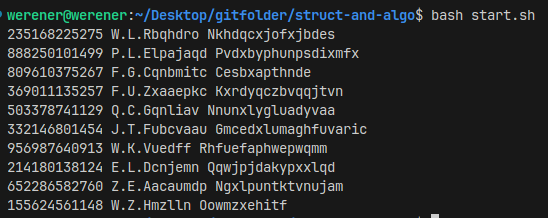 werener@werener:~/Desktop/gitfolder/struct-and-algo$ bash start.sh
235168225275 W.L.Rbqhdro Nkhdqcxjofxjbdes
888250101499 P.L.Elpajaqd Pvdxbyphunpsdixmfx
809610375267 F.G.Cqnbmitc Cesbxapthnde
369011135257 F.U.Zxaaepkc Kxrdyqczbvqqjtvn
503378741129 Q.C.Gqnliav Nnunxlygluadyvaa
332146801454 J.T.Fubcvaau Gmcedxlumaghfuvaric
956987640913 W.K.Vuedff Rhfuefaphwepwqmm
214180138124 E.L.Dcnjemn Qqwjpjdakypxxlqd
652286582760 Z.E.Aacaumdp Ngxlpuntktvnujam
155624561148 W.Z.Hmzlln Oowmzxehitf